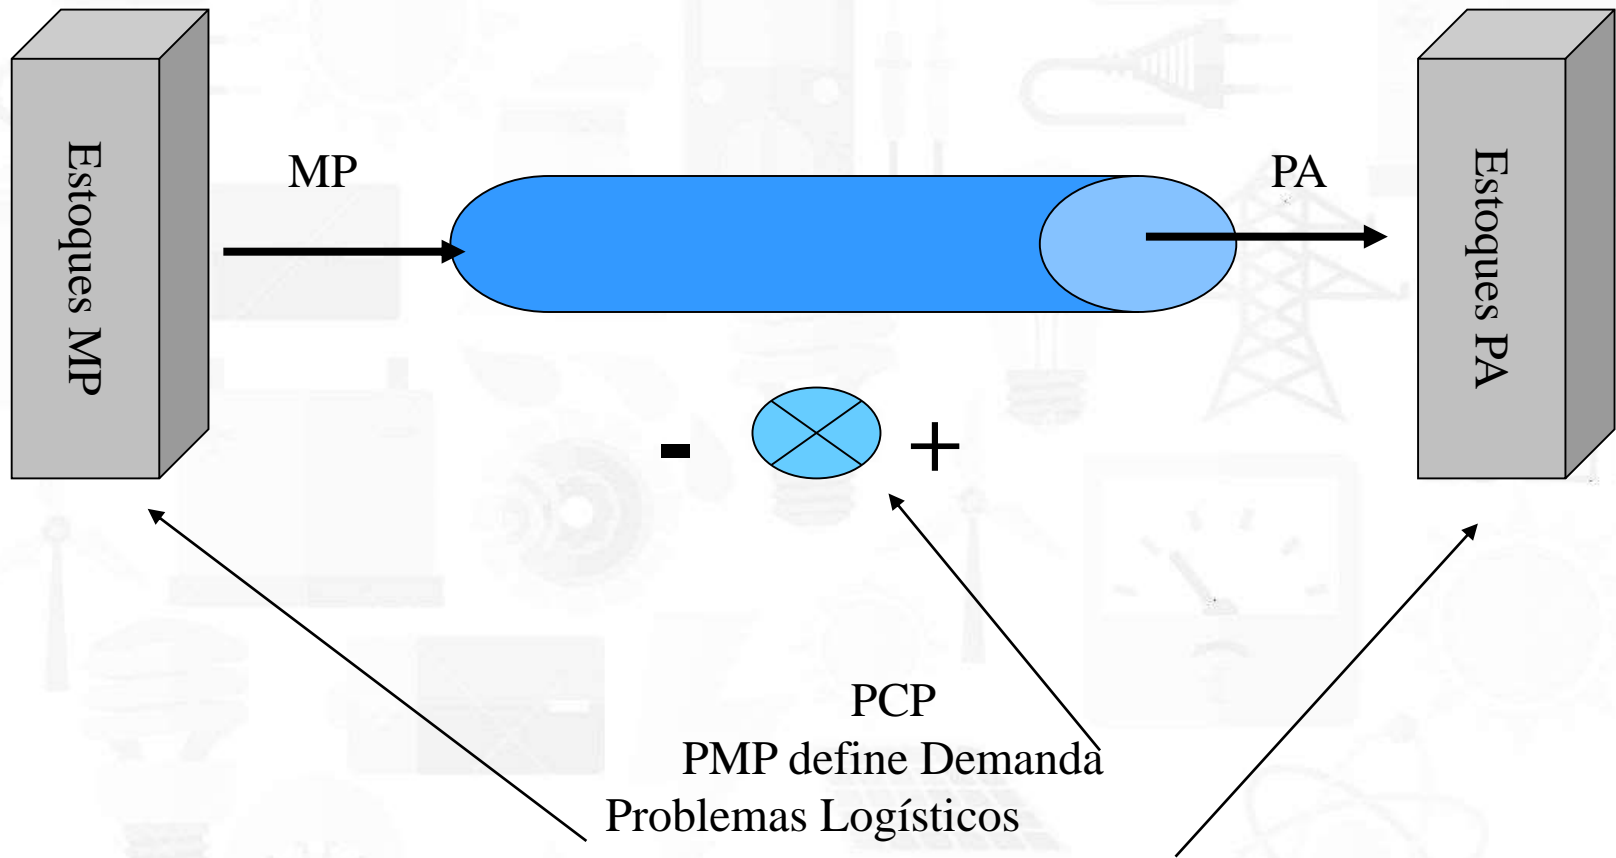 Estoques MP
MP
PA
Estoques PA
-
+
PCP
PMP define Demanda
Problemas Logísticos